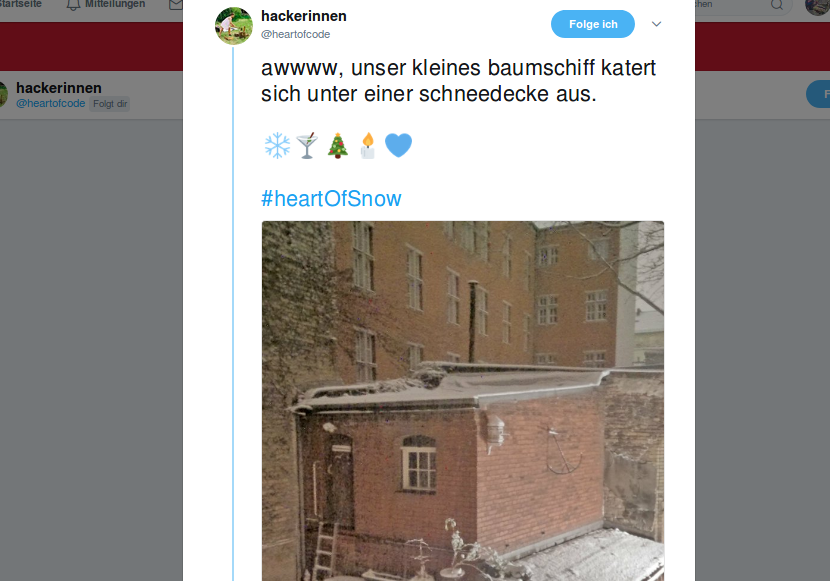 Startseite
Mitteilungen
hackerinnen
@heartofcode
Folgt dir
hackerinnen
@heartofcode
Folge ich
awwww, unser kleines baumschiff katert
sich unter einer schneedecke aus.
❄️🍸🎄🕯️💙
#heartOfSnow